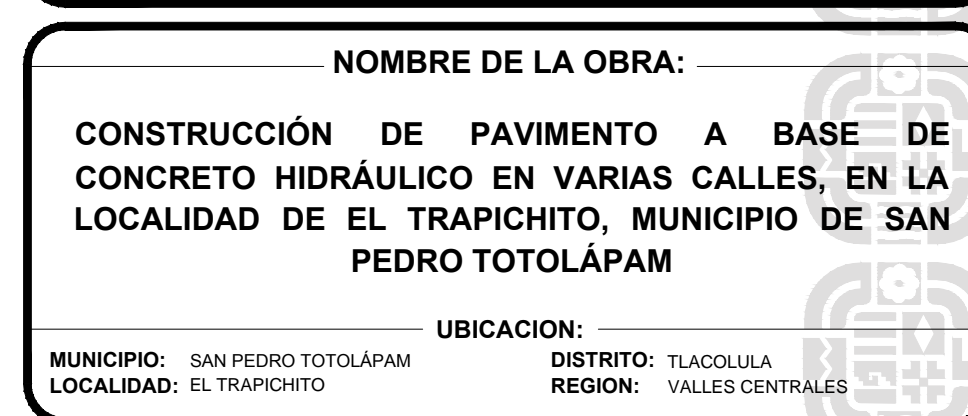 NOMBRE DE LA OBRA:
CONSTRUCCIÓN DE PAVIMENTO A BASE DE
CONCRETO HIDRÁULICO EN VARIAS CALLES, EN LA
LOCALIDAD DE EL TRAPICHITO, MUNICIPIO DE SAN
PEDRO TOTOLÁPAM
UBICACION:
MUNICIPIO: SAN PEDRO TOTOLÁPAM DISTRITO: TLACOLULA
LOCALIDAD: EL TRAPICHITO REGION: VALLES CENTRALES